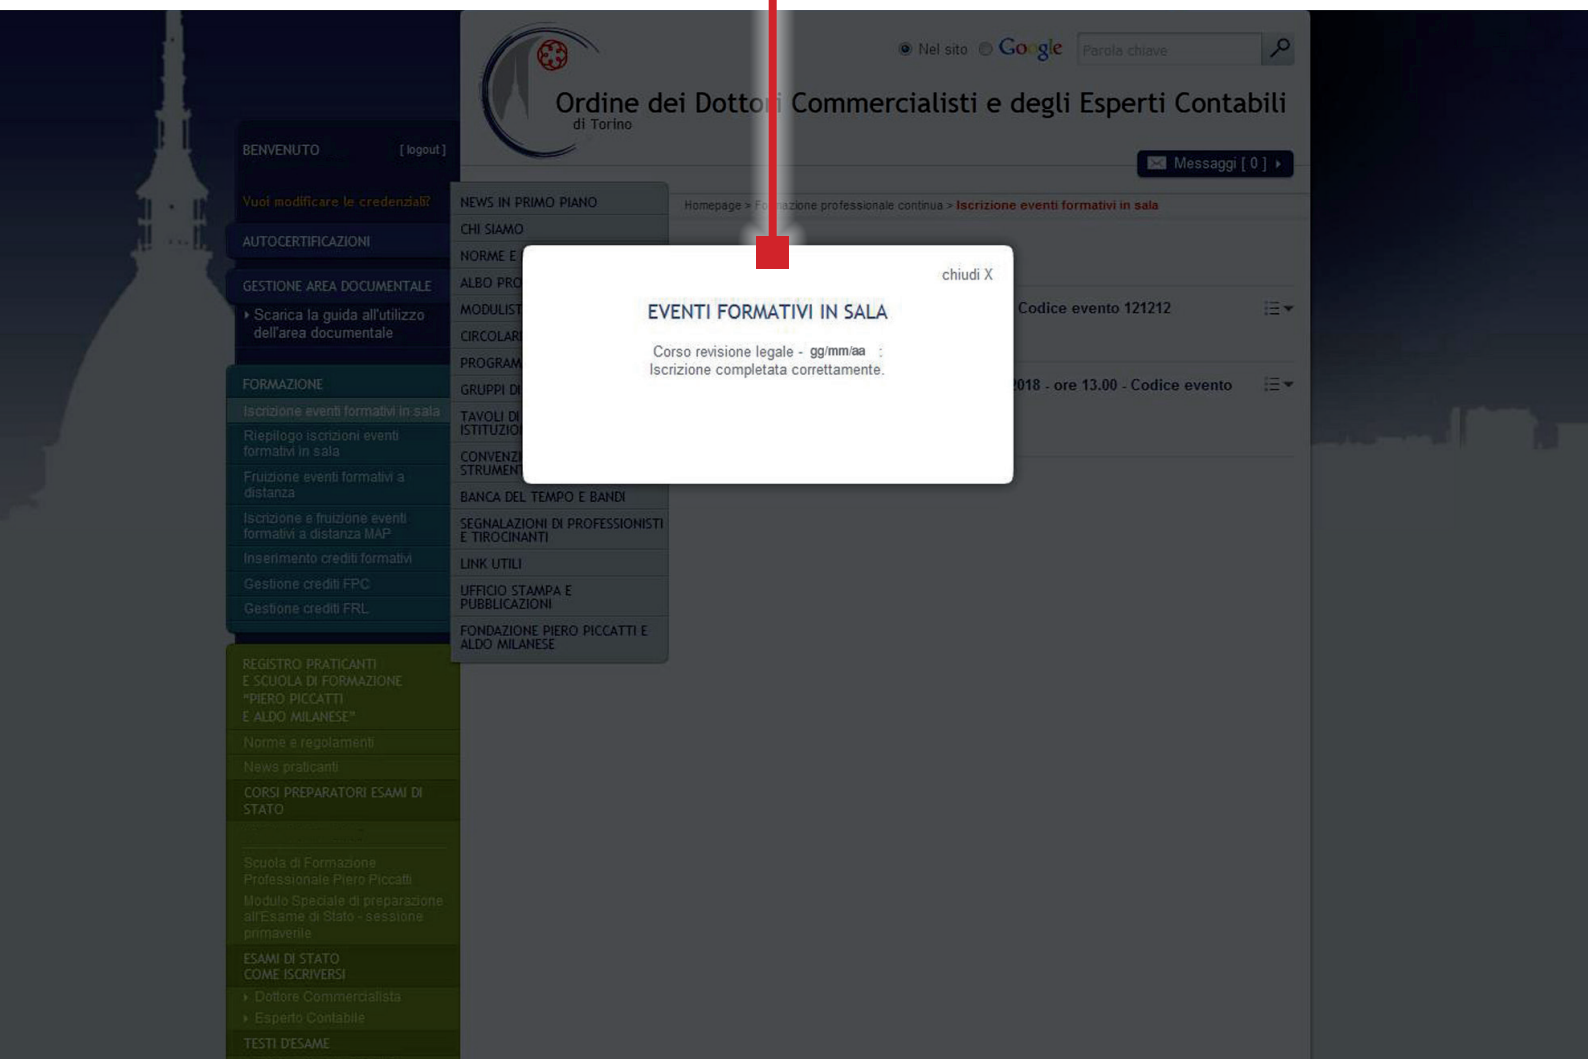 Nel sito Google Parola chiave
Ordine dei Dottori Commercialisti e degli Esperti Contabili
di Torino
Messaggi [ 0 ]
BENVENUTO [ logout ]
Vuoi modificare le credenziali?
AUTOCERTIFICAZIONI
GESTIONE AREA DOCUMENTALE
Scarica la guida all'utilizzo
dell'area documentale
FORMAZIONE
Iscrizione eventi formativi in sala
Riepilogo iscrizioni eventi
formativi in sala
Fruizione eventi formativi a
distanza
Iscrizione e fruizione eventi
formativi a distanza MAP
Inserimento crediti formativi
Gestione crediti FPC
Gestione crediti FRL
REGISTRO PRATICANTI
E SCUOLA DI FORMAZIONE
"PIERO PICCATTI
E ALDO MILANESE"
Norme e regolamenti
News praticanti
CORSI PREPARATORI ESAMI DI
STATO
Scuola di Formazione
Professionale Piero Piccatti
Modulo Speciale di preparazione
all'Esame di Stato - sessione
primaverile
ESAMI DI STATO
COME ISCRIVERSI
Dottore Commercialista
Esperto Contabile
TESTI D'ESAME
NEWS IN PRIMO PIANO
CHI SIAMO
NORME E
ALBO PRO
MODULIST
CIRCOLARI
PROGRAM
GRUPPI DI
TAVOLI DI
ISTITUZIO
CONVENZI
STRUMENT
BANCA DEL TEMPO E BANDI
SEGNALAZIONI DI PROFESSIONISTI
E TIROCINANTI
LINK UTILI
UFFICIO STAMPA E
PUBBLICAZIONI
FONDAZIONE PIERO PICCATTI E
ALDO MILANESE
Homepage > Formazione professionale continua > Iscrizione eventi formativi in sala
Codice evento 121212
2018 - ore 13.00 - Codice evento
chiudi X
EVENTI FORMATIVI IN SALA
Corso revisione legale - gg/mm/aa :
Iscrizione completata correttamente.